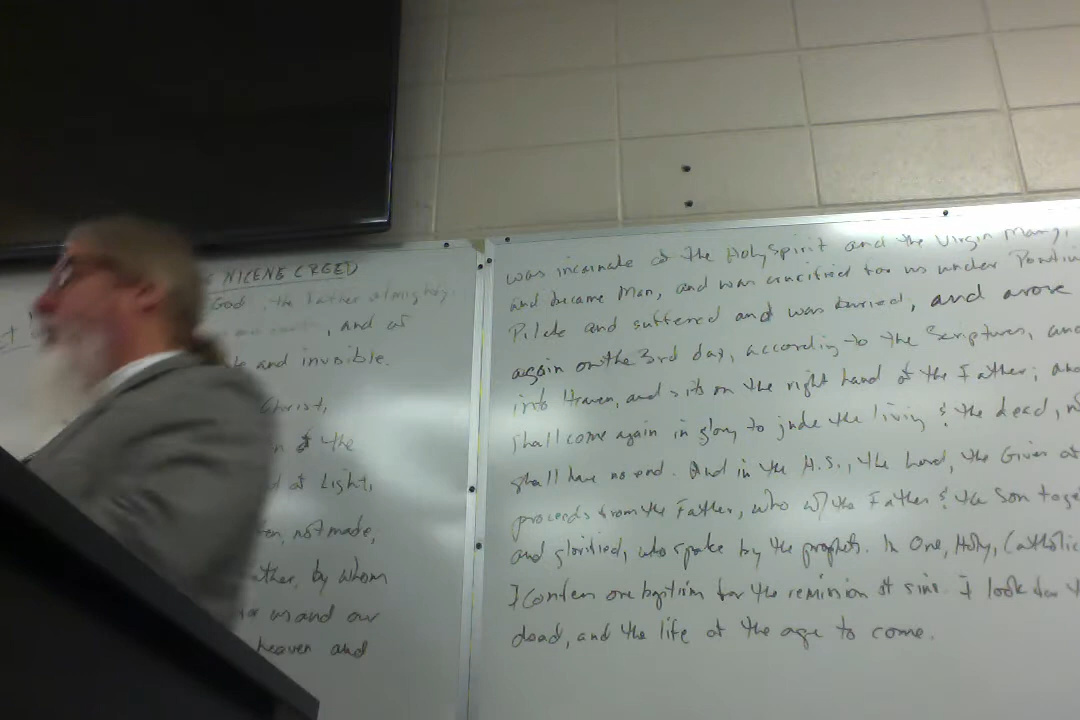 NICENE CREED
God, the Father almighty
, and of
and invisible.
Christ,
of the
of Light,
not made,
by whom
us and our
heaven and
was incarnate of the Holy Spirit and the Virgin Mary,
and became Man, and was crucified for us under Pontiu
Pilate and suffered and was buried, and arose
again on the 3rd day, according to the Scriptures, and
into Heaven, and sits on the right hand of the Father; and
shall come again in glory to jude the living & the dead,
shall have no end. And in the H.S., the Lord, the Giver of
proceeds from the Father, who w/ the Father & the Son toge
and glorified, who spake by the prophets. In One, Holy, Catholic
I confess one baptism for the remission of sins. I look for
dead, and the life of the age to come.